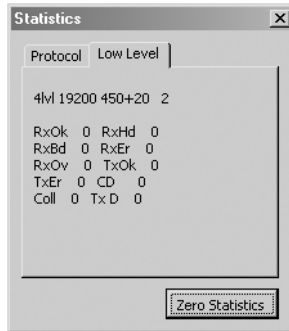 Statistics
Protocol Low Level
4lvl 19200 450+20 2
RxOk 0 RxHd 0
RxBd 0 RxEr 0
RxOv 0 TxOk 0
TxEr 0 CD 0
Coll 0 Tx D 0
Zero Statistics